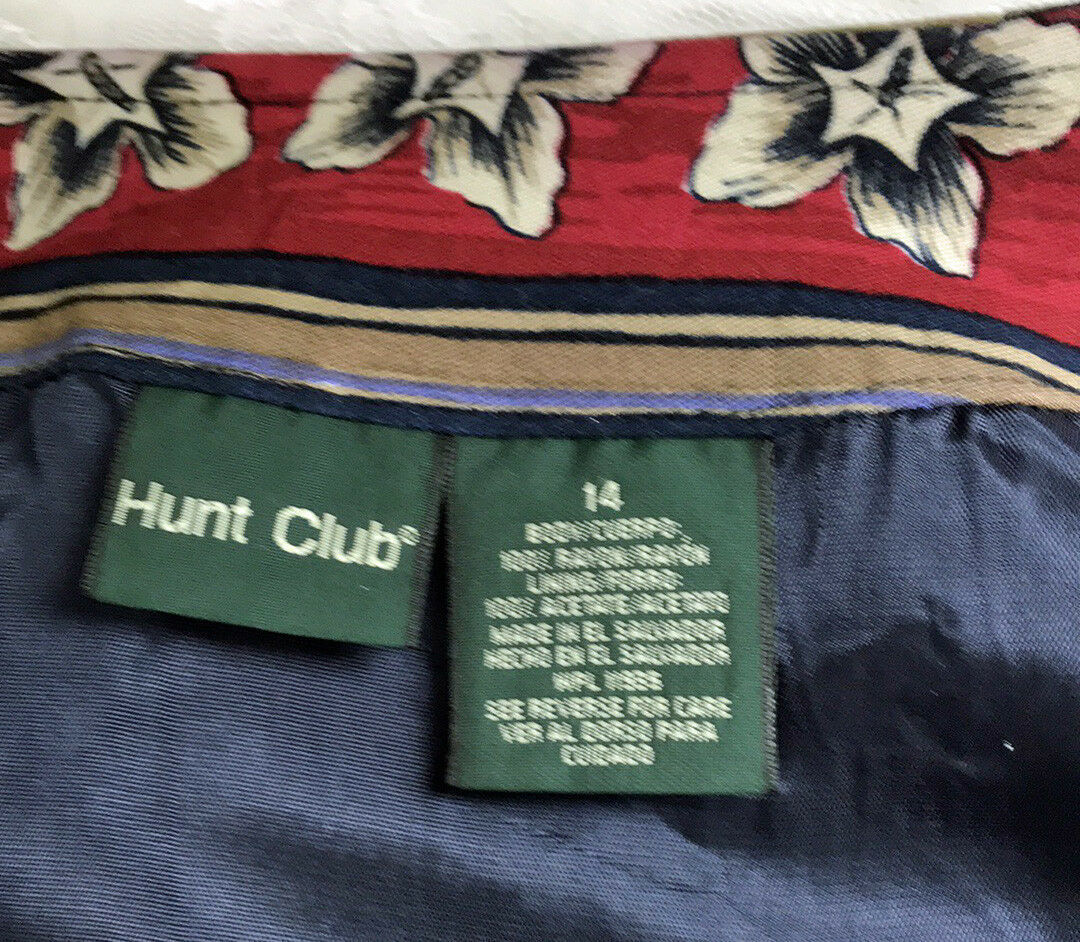 Hunt Club®
14
BODY/CUERPO:
100% RAYON/RAYON
LINING/FORRO:
100% ACETATE/ACETATO
MADE IN EL SALVADOR
HECHO EN EL SALVADOR
SEE REVERSE FOR CARE
VER AL DORSO PARA
CUIDADO